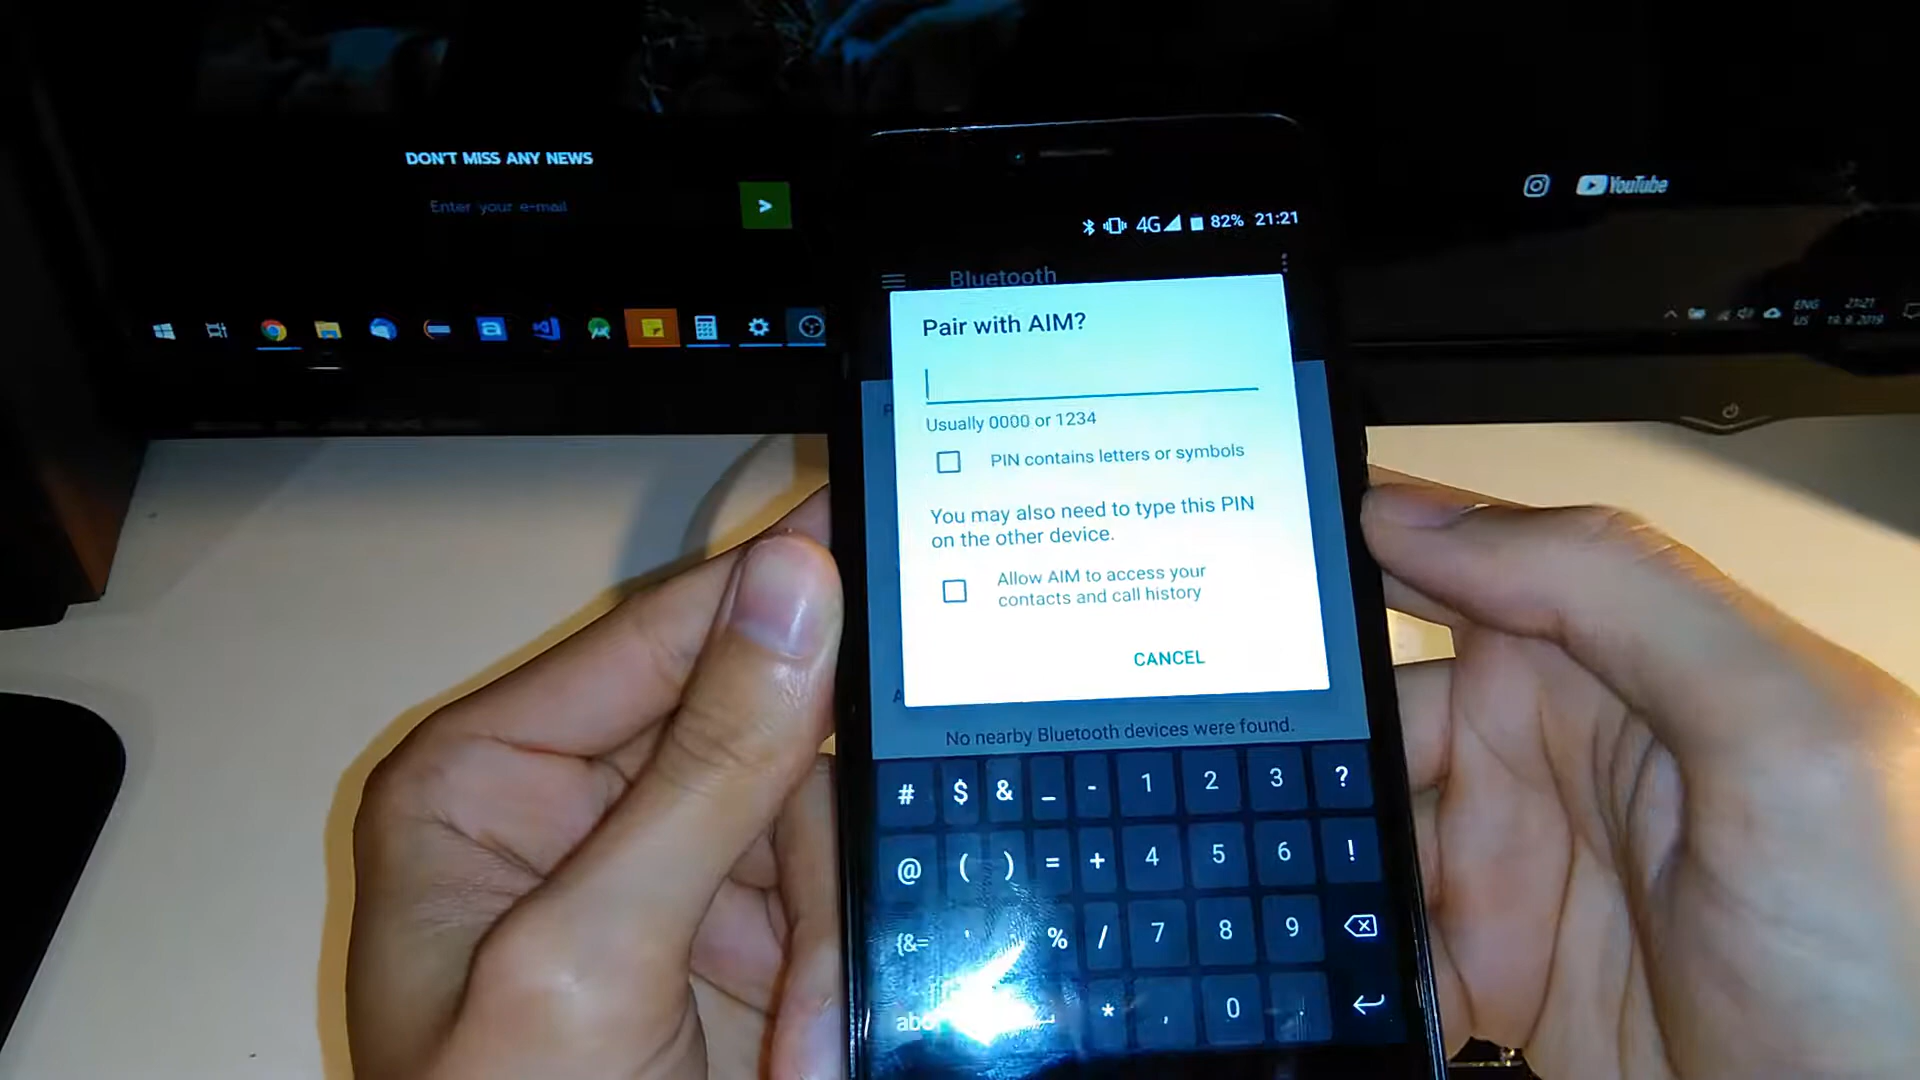 DON'T MISS ANY NEWS
Enter your e-mail
>
YouTube
4G 82% 21:21
Bluetooth
Pair with AIM?
Usually 0000 or 1234
PIN contains letters or symbols
You may also need to type this PIN
on the other device.
Allow AIM to access your
contacts and call history
CANCEL
No nearby Bluetooth devices were found.
# $ & _ - 1 2 3 ?
@ ( ) = + 4 5 6 !
{&= ' % / 7 8 9
abc * , 0 .
ENG
US
21:21
19. 9. 2019